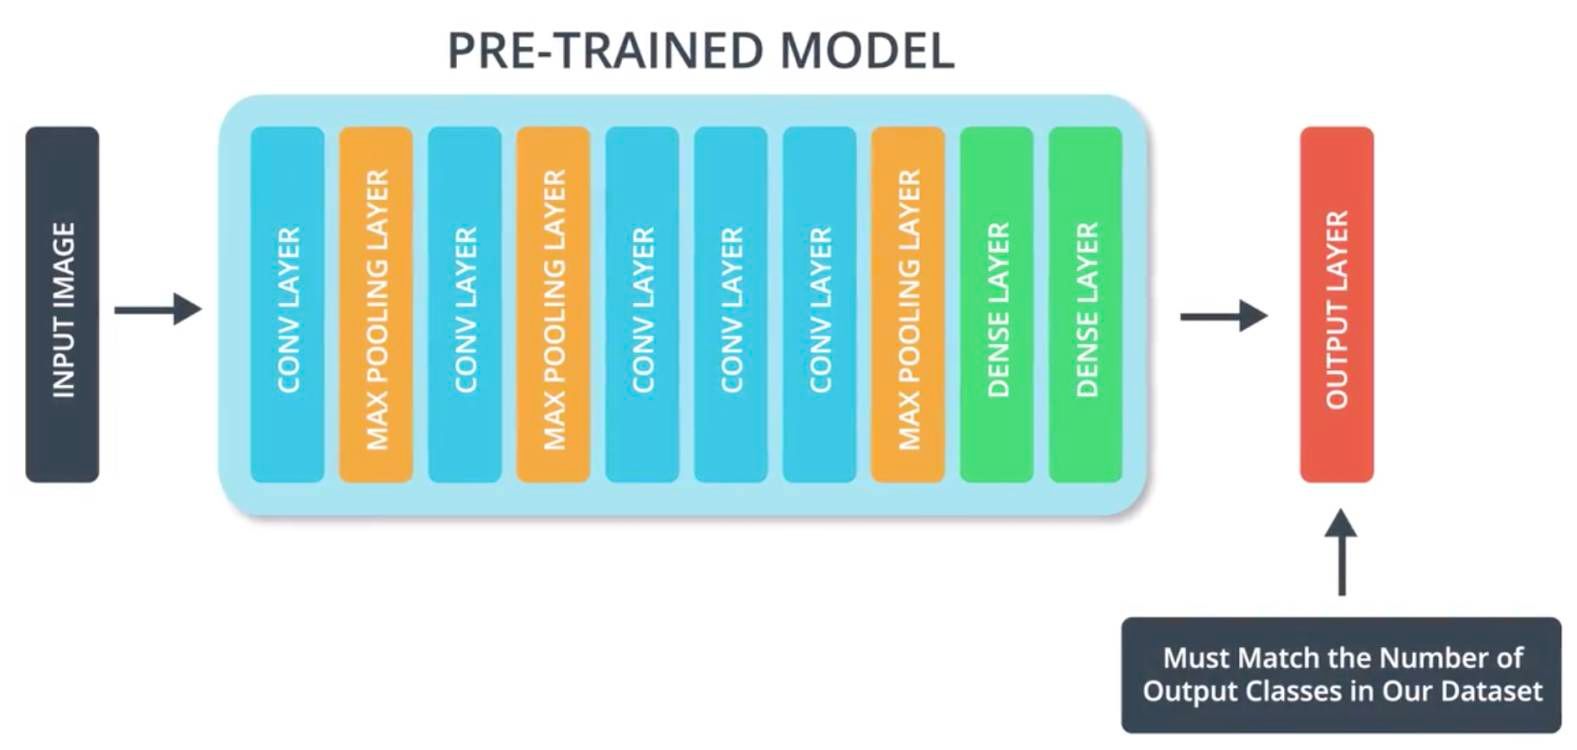 PRE-TRAINED MODEL
INPUT IMAGE
CONV LAYER
MAX POOLING LAYER
CONV LAYER
MAX POOLING LAYER
CONV LAYER
CONV LAYER
CONV LAYER
MAX POOLING LAYER
DENSE LAYER
DENSE LAYER
OUTPUT LAYER
Must Match the Number of
Output Classes in Our Dataset